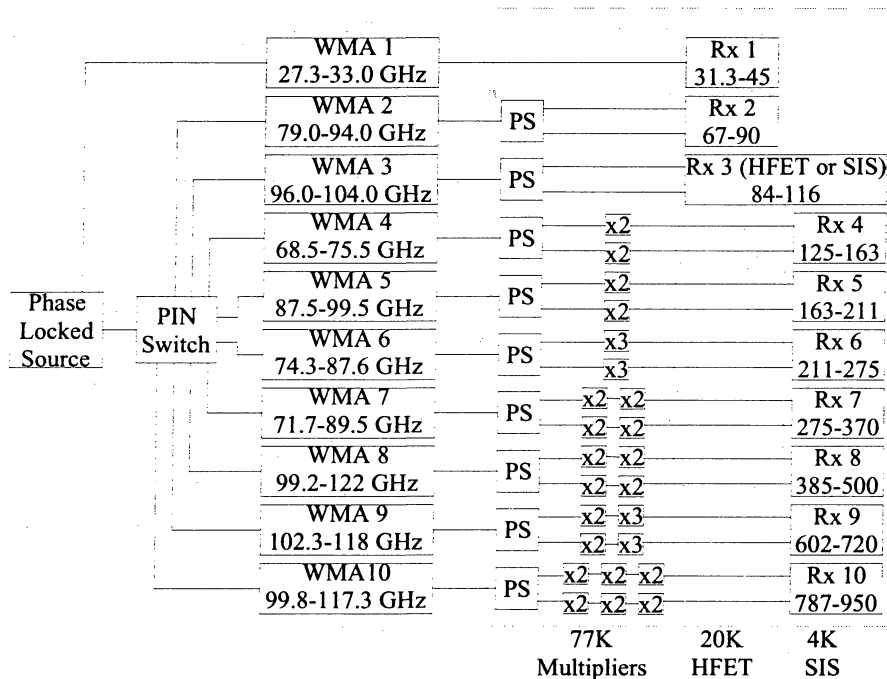 WMA 1
27.3-33.0 GHz
Rx 1
31.3-45
WMA 2
79.0-94.0 GHz
PS
Rx 2
67-90
WMA 3
96.0-104.0 GHz
PS
Rx 3 (HFET or SIS)
84-116
WMA 4
68.5-75.5 GHz
PS
x2
x2
Rx 4
125-163
WMA 5
87.5-99.5 GHz
PS
x2
x2
Rx 5
163-211
Phase
Locked
Source
PIN
Switch
WMA 6
74.3-87.6 GHz
PS
x3
x3
Rx 6
211-275
WMA 7
71.7-89.5 GHz
PS
x2 x2
x2 x2
Rx 7
275-370
WMA 8
99.2-122 GHz
PS
x2 x2
x2 x2
Rx 8
385-500
WMA 9
102.3-118 GHz
PS
x2 x3
x2 x3
Rx 9
602-720
WMA10
99.8-117.3 GHz
PS
x2 x2 x2
x2 x2 x2
Rx 10
787-950
77K
Multipliers
20K
HFET
4K
SIS